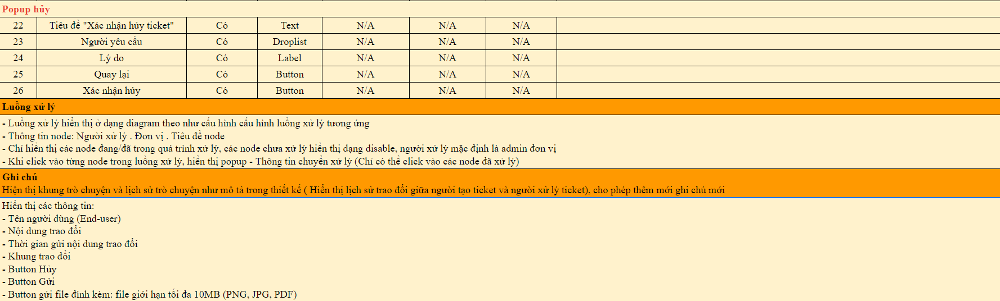 Popup hủy
22 Tiêu đề "Xác nhận hủy ticket" Có Text N/A N/A N/A
23 Người yêu cầu Có Droplist N/A N/A N/A
24 Lý do Có Label N/A N/A N/A
25 Quay lại Có Button N/A N/A N/A
26 Xác nhận hủy Có Button N/A N/A N/A
Luồng xử lý
- Luồng xử lý hiển thị ở dạng diagram theo như cấu hình cấu hình luồng xử lý tương ứng
- Thông tin node: Người xử lý . Đơn vị . Tiêu đề node
- Chỉ hiển thị các node đang/đã trong quá trình xử lý, các node chưa xử lý hiển thị dạng disable, người xử lý mặc định là admin đơn vị
- Khi click vào từng node trong luồng xử lý, hiển thị popup - Thông tin chuyển xử lý (Chỉ có thể click vào các node đã xử lý)
Ghi chú
Hiện thị khung trò chuyện và lịch sử trò chuyện như mô tả trong thiết kế ( Hiển thị lịch sử trao đổi giữa người tạo ticket và người xử lý ticket), cho phép thêm mới ghi chú mới
Hiển thị các thông tin:
- Tên người dùng (End-user)
- Nội dung trao đổi
- Thời gian gửi nội dung trao đổi
- Khung trao đổi
- Button Hủy
- Button Gửi
- Button gửi file đính kèm: file giới hạn tối đa 10MB (PNG, JPG, PDF)